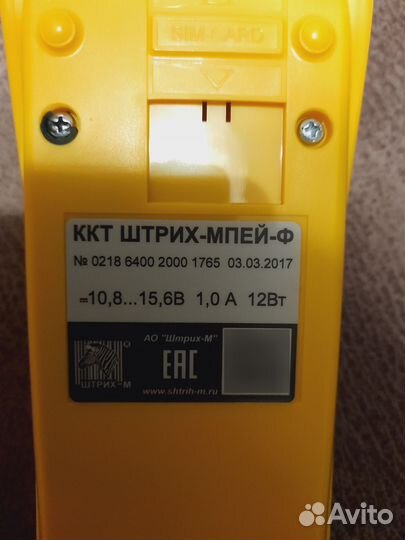 SIM-CARD
ККТ ШТРИХ-МПЕЙ-Ф
№ 0218 6400 2000 1765 03.03.2017
=10,8...15,6В 1,0 А 12Вт
АО "Штрих-М"
ЕАС
ШТРИХ-М
®
www.shtrih-m.ru
Avito